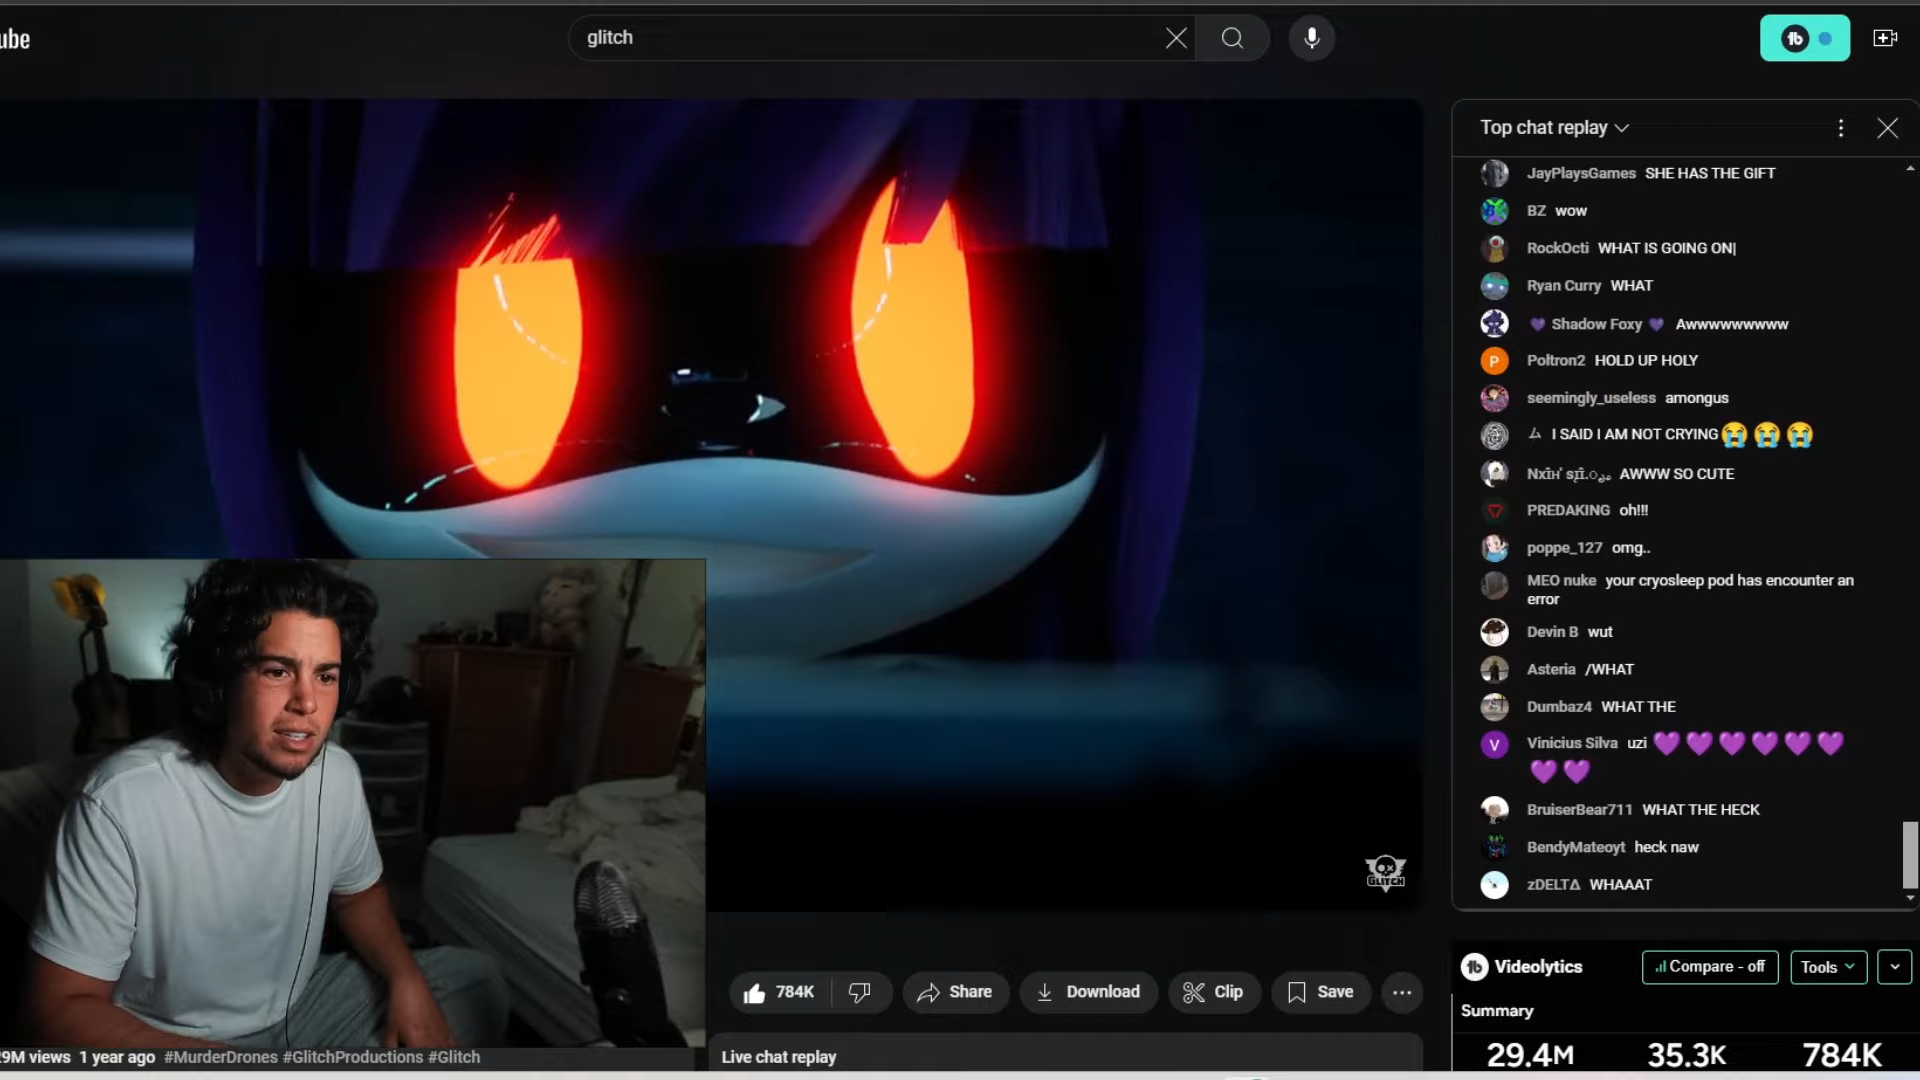 ube
glitch
Top chat replay
JayPlaysGames SHE HAS THE GIFT
BZ wow
RockOcti WHAT IS GOING ON|
Ryan Curry WHAT
💜 Shadow Foxy 💜 Awwwwwwwww
P Poltron2 HOLD UP HOLY
seemingly_useless amongus
ム I SAID I AM NOT CRYING😭😭😭
AWWW SO CUTE
PREDAKING oh!!!
poppe_127 omg..
MEO nuke your cryosleep pod has encounter an
error
Devin B wut
Asteria /WHAT
Dumbaz4 WHAT THE
V Vinicius Silva uzi 💜💜💜💜💜💜
💜💜
BruiserBear711 WHAT THE HECK
BendyMateoyt heck naw
zDELTΔ WHAAAT
GLITCH
784K
Share
Download
Clip
Save
Videolytics
Compare - off
Tools
Summary
29.4M 35.3K 784K
29M views 1 year ago #MurderDrones #GlitchProductions #Glitch
Live chat replay